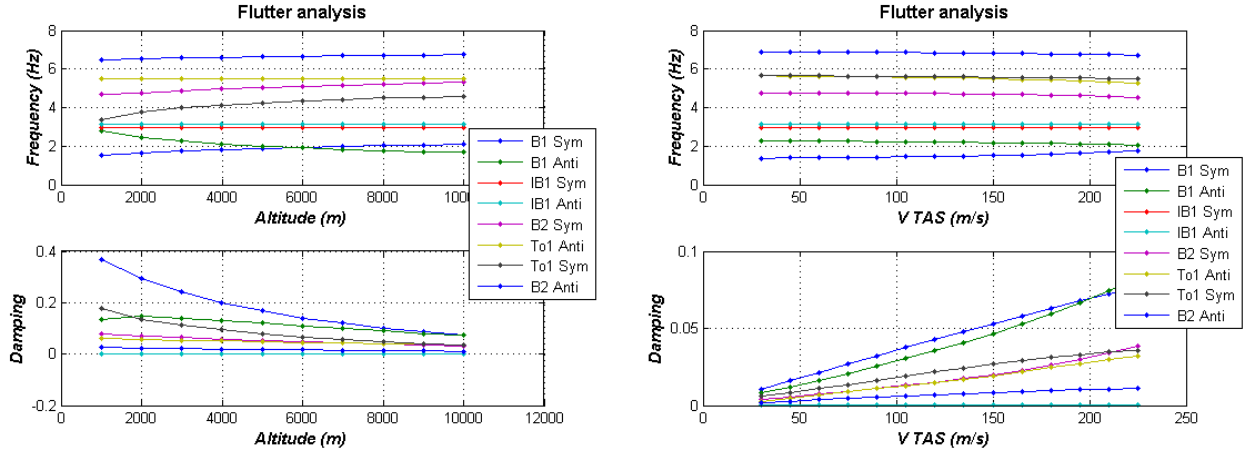 Flutter analysis
8
6
4
2
0
Frequency (Hz)
0
2000
4000
6000
8000
10000
12000
Altitude (m)
0.4
0.2
0
-0.2
Damping
0
2000
4000
6000
8000
10000
12000
Altitude (m)
B1 Sym
B1 Anti
IB1 Sym
IB1 Anti
B2 Sym
To1 Anti
To1 Sym
B2 Anti
Flutter analysis
8
6
4
2
0
Frequency (Hz)
0
50
100
150
200
250
V TAS (m/s)
0.1
0.05
0
Damping
0
50
100
150
200
250
V TAS (m/s)
B1 Sym
B1 Anti
IB1 Sym
IB1 Anti
B2 Sym
To1 Anti
To1 Sym
B2 Anti